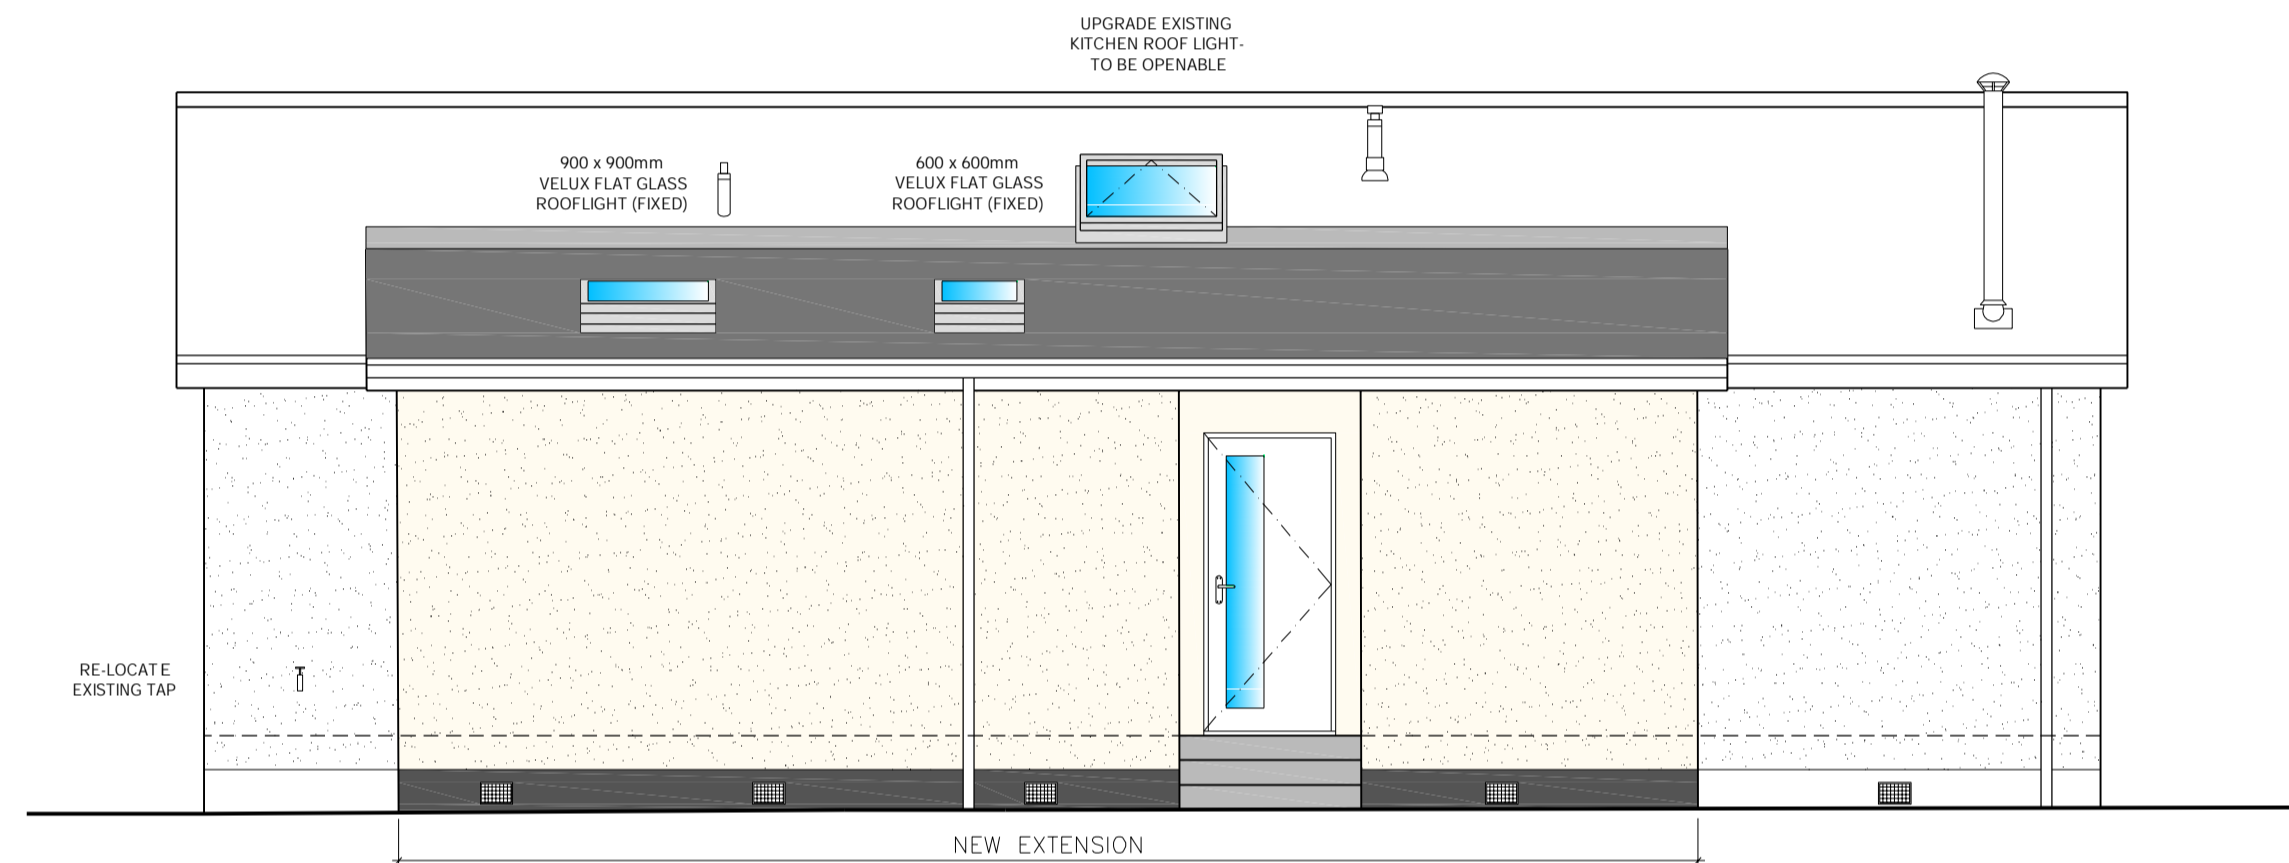 UPGRADE EXISTING
KITCHEN ROOF LIGHT-
TO BE OPENABLE
900 x 900mm
VELUX FLAT GLASS
ROOFLIGHT (FIXED)
600 x 600mm
VELUX FLAT GLASS
ROOFLIGHT (FIXED)
RE-LOCATE
EXISTING TAP
NEW EXTENSION